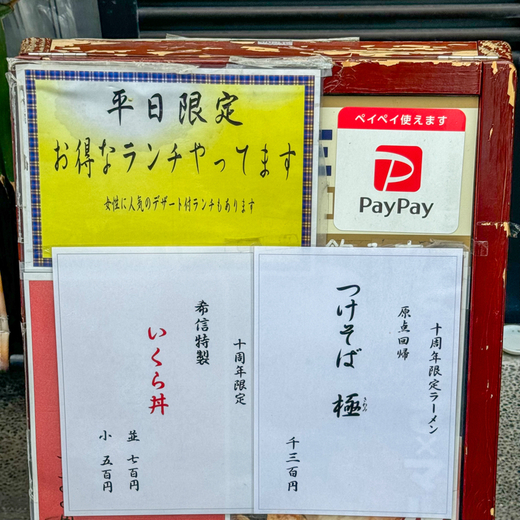 平日限定
お得なランチやってます
女性に人気のデザート付ランチもあります
ペイペイ使えます
PayPay
十周年限定ラーメン
原点回帰
つけそば 極
きわみ
千三百円
十周年限定
希信特製
いくら丼
並 七百円
小 五百円